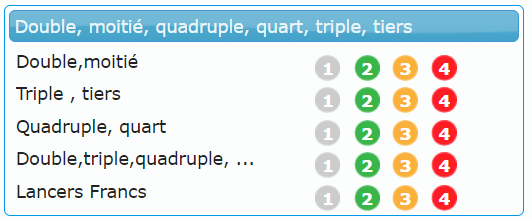 Double, moitié, quadruple, quart, triple, tiers
Double,moitié 1 2 3 4
Triple , tiers 1 2 3 4
Quadruple, quart 1 2 3 4
Double,triple,quadruple, ... 1 2 3 4
Lancers Francs 1 2 3 4